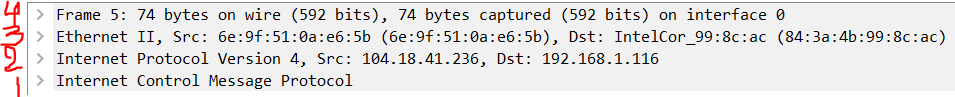 4 > Frame 5: 74 bytes on wire (592 bits), 74 bytes captured (592 bits) on interface 0
3 > Ethernet II, Src: 6e:9f:51:0a:e6:5b (6e:9f:51:0a:e6:5b), Dst: IntelCor_99:8c:ac (84:3a:4b:99:8c:ac)
2 > Internet Protocol Version 4, Src: 104.18.41.236, Dst: 192.168.1.116
1 > Internet Control Message Protocol